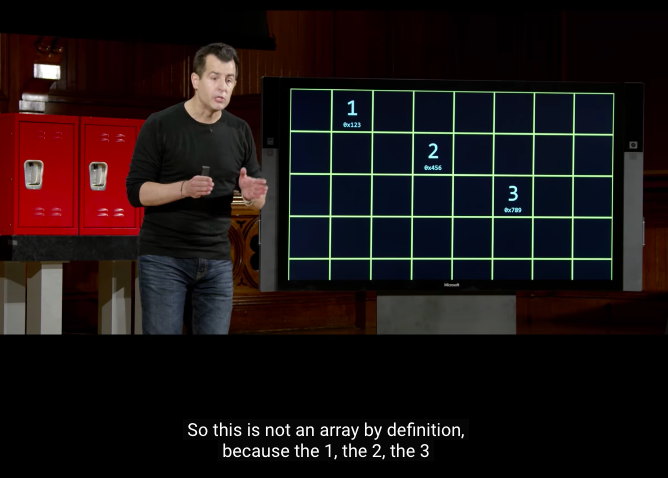 1
0x123
2
0x456
3
0x789
Microsoft
So this is not an array by definition,
because the 1, the 2, the 3